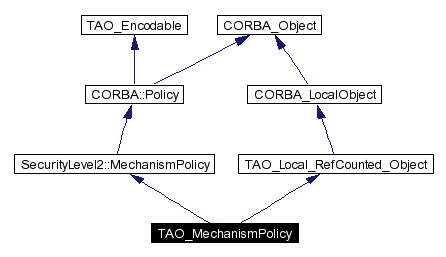 TAO_Encodable CORBA_Object
CORBA::Policy CORBA_LocalObject
SecurityLevel2::MechanismPolicy TAO_Local_RefCounted_Object
TAO_MechanismPolicy